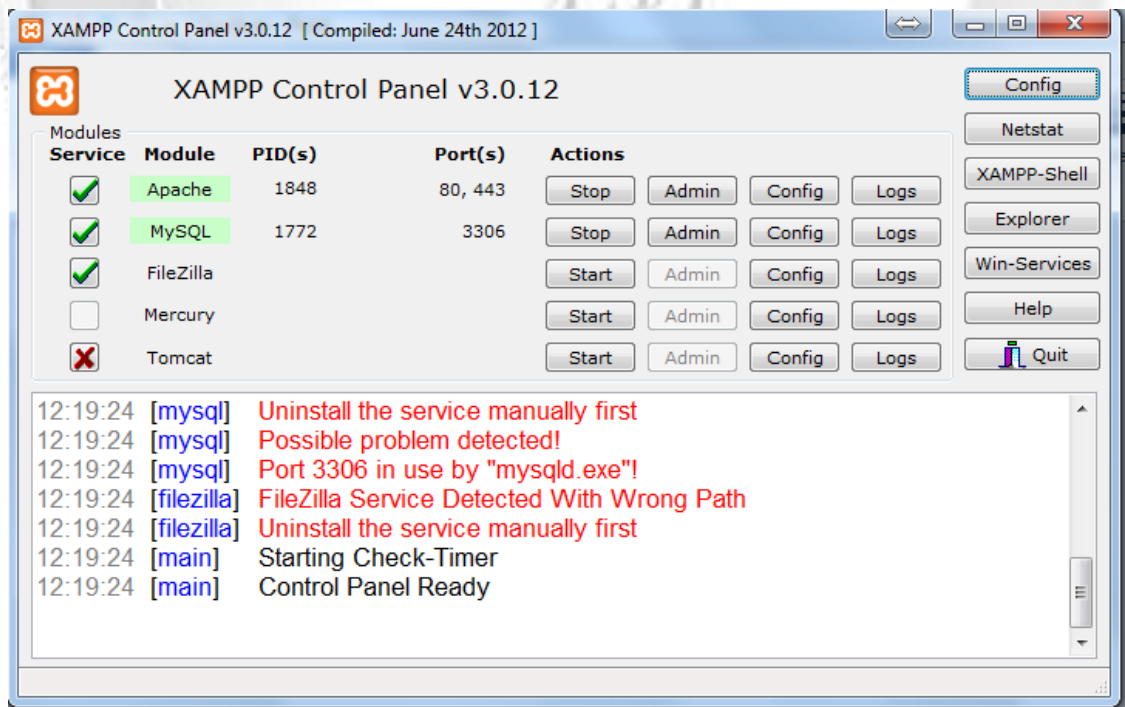 XAMPP Control Panel v3.0.12 [ Compiled: June 24th 2012 ]
XAMPP Control Panel v3.0.12
Config
Modules
Netstat
Service Module PID(s) Port(s) Actions
XAMPP-Shell
Apache 1848 80, 443 Stop Admin Config Logs
Explorer
MySQL 1772 3306 Stop Admin Config Logs
Win-Services
FileZilla Start Admin Config Logs
Help
Mercury Start Admin Config Logs
Quit
Tomcat Start Admin Config Logs
12:19:24 [mysql] Uninstall the service manually first
12:19:24 [mysql] Possible problem detected!
12:19:24 [mysql] Port 3306 in use by "mysqld.exe"!
12:19:24 [filezilla] FileZilla Service Detected With Wrong Path
12:19:24 [filezilla] Uninstall the service manually first
12:19:24 [main] Starting Check-Timer
12:19:24 [main] Control Panel Ready